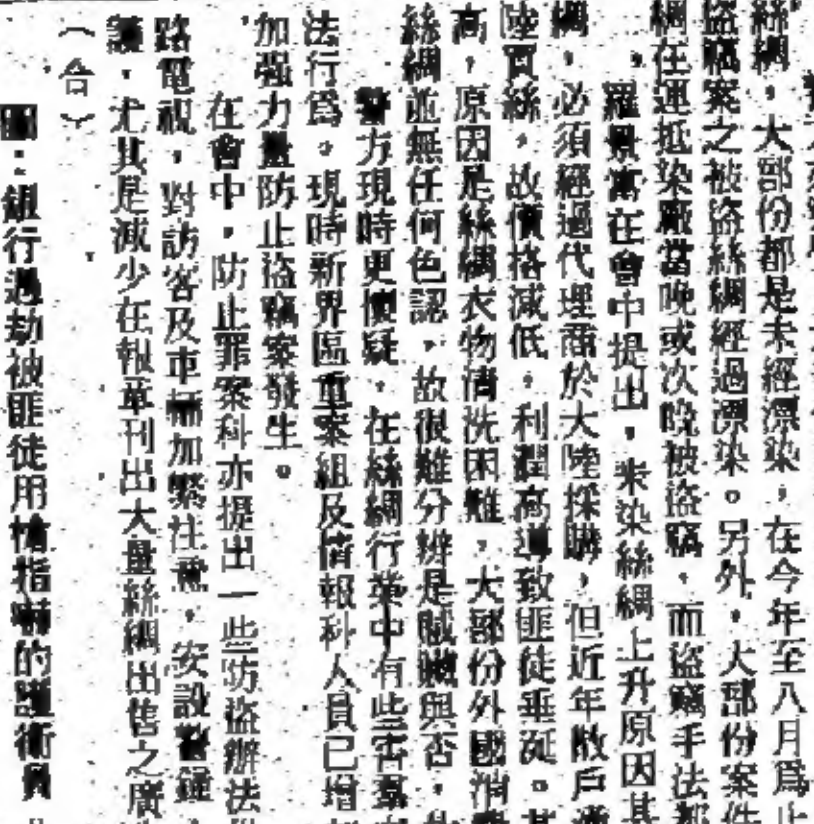 絲綢，大部份都是未經漂染，在今年至八月爲止
盜竊案之被盜絲綢經過漂染。另外，大部份案件
綢在運抵染廠當晚或次晚被盜竊，而盜竊手法都
，羅景富在會中提出，未染絲綢上升原因其
綢，必須經過代理商於大陸採購，但近年散戶
陸買絲，故價格減低，利潤高導致匪徒垂涎。其
高，原因是絲綢衣物清洗困難，大部份外國消
絲綢並無任何色認，故很難分辨是賊贓與否，
警方現時更懷疑，在絲綢行業中有些害羣
法行爲。現時新界區重案組及情報科人員已增
加强力量防止盜竊案發生。
在會中，防止罪案科亦提出一些防盜辦法
路電視，對訪客及車輛加緊注意，安設警鐘
議，尤其是減少在報章刊出大量絲綢出售之廣
（合）
圖：銀行遇劫被匪徒用槍指嚇的護衞員